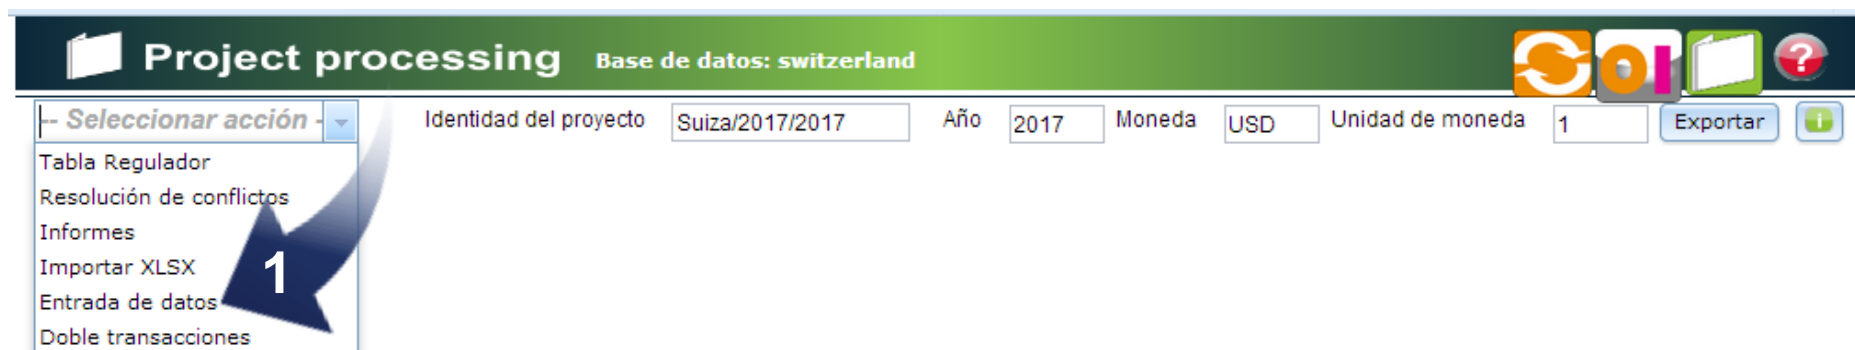 Project processing Base de datos: switzerland
OI ?
-- Seleccionar acción - Identidad del proyecto Suiza/2017/2017 Año 2017 Moneda USD Unidad de moneda 1 Exportar i
Tabla Regulador
Resolución de conflictos
Informes
Importar XLSX
1
Entrada de datos
Doble transacciones